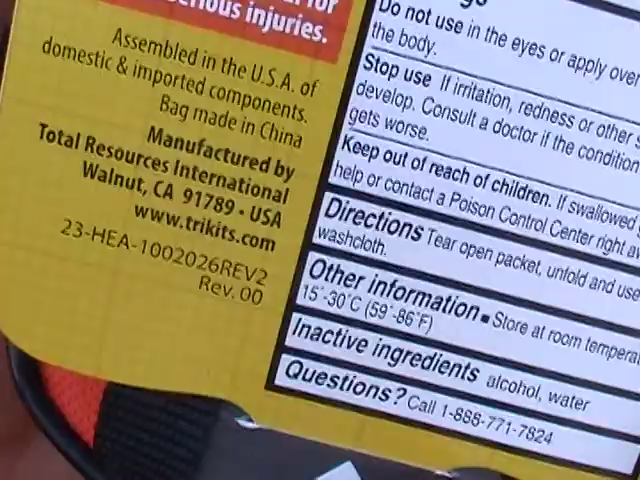 for
serious injuries.
Assembled in the U.S.A. of
domestic & imported components.
Bag made in China
Manufactured by
Total Resources International
Walnut, CA 91789 • USA
www.trikits.com
23-HEA-1002026REV2
Rev. 00
Do not use in the eyes or apply over
the body.
Stop use If irritation, redness or other
develop. Consult a doctor if the condition
gets worse.
Keep out of reach of children. If swallowed
help or contact a Poison Control Center right
Directions Tear open packet, unfold and use
washcloth.
Other information ▪ Store at room
15˚-30˚C (59˚-86˚F)
Inactive ingredients alcohol, water
Questions? Call 1-888-771-7824